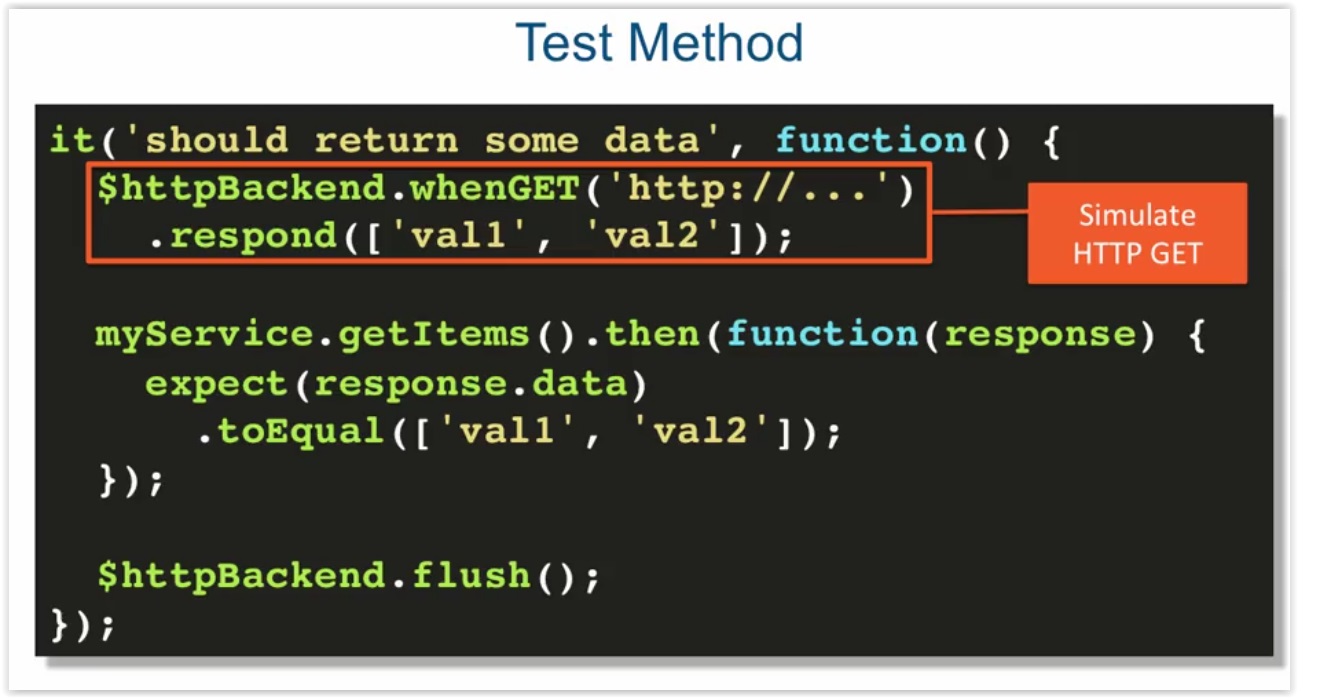 Test Method
it('should return some data', function() {
$httpBackend.whenGET('http://...')
.respond(['val1', 'val2']);
Simulate
HTTP GET
myService.getItems().then(function(response) {
expect(response.data)
.toEqual(['val1', 'val2']);
});
$httpBackend.flush();
});